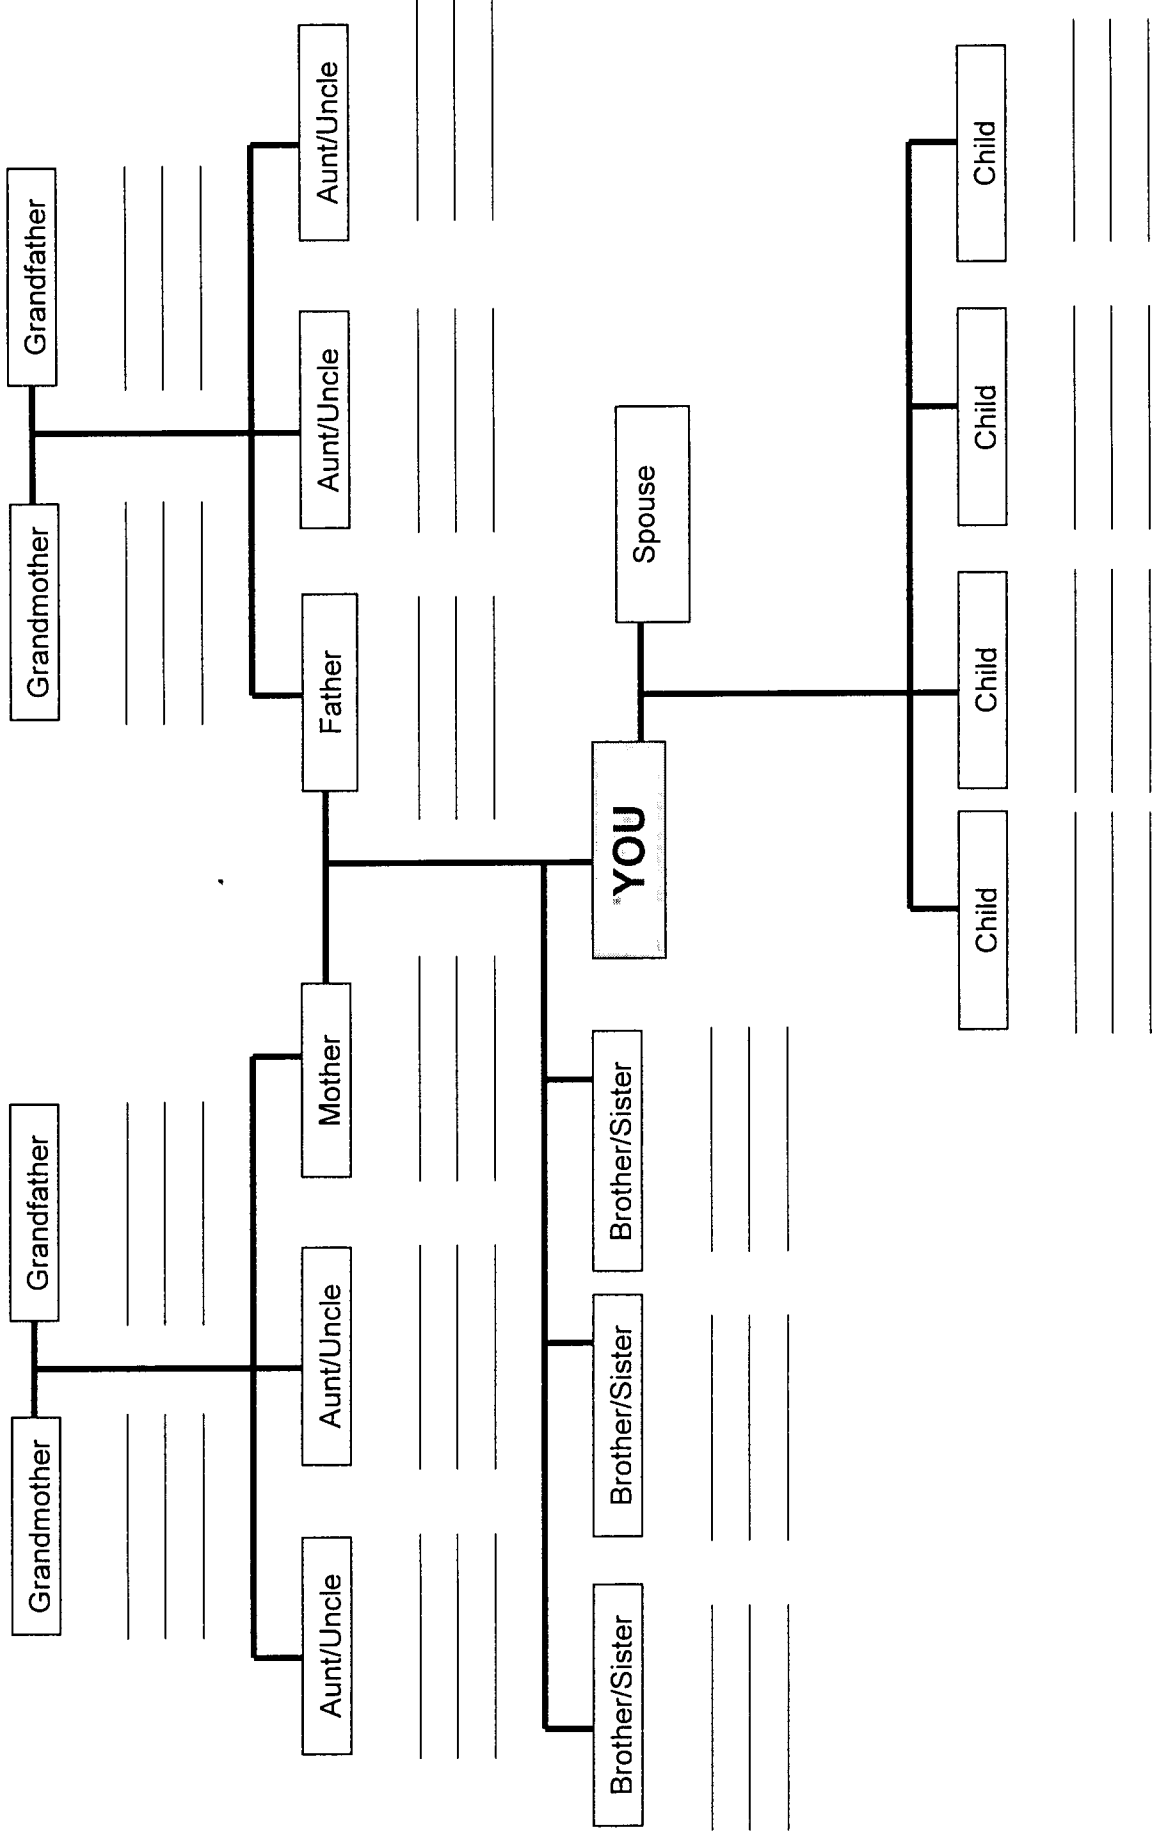 Grandmother
Grandfather
Grandmother
Grandfather
Aunt/Uncle
Aunt/Uncle
Mother
Father
Aunt/Uncle
Aunt/Uncle
Brother/Sister
Brother/Sister
Brother/Sister
YOU
Spouse
Child
Child
Child
Child